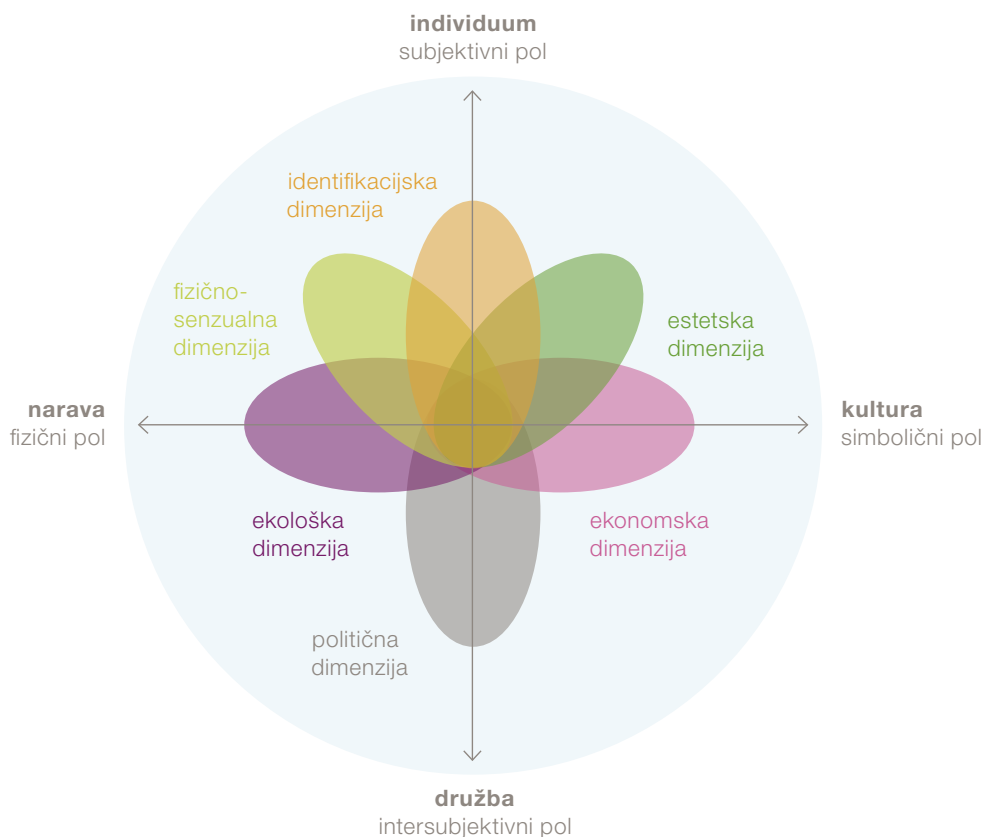 individuum
subjektivni pol
identifikacijska
dimenzija
fizično-
senzualna
dimenzija
estetska
dimenzija
narava
fizični pol
kultura
simbolični pol
ekološka
dimenzija
ekonomska
dimenzija
politična
dimenzija
družba
intersubjektivni pol